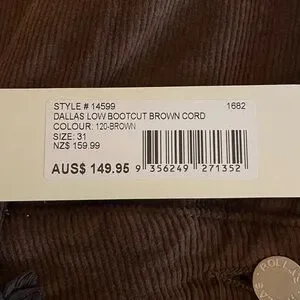 STYLE # 14599 1682
DALLAS LOW BOOTCUT BROWN CORD
COLOUR: 120-BROWN
SIZE: 31
NZ$ 159.99
AUS$ 149.95 9 356249 271352